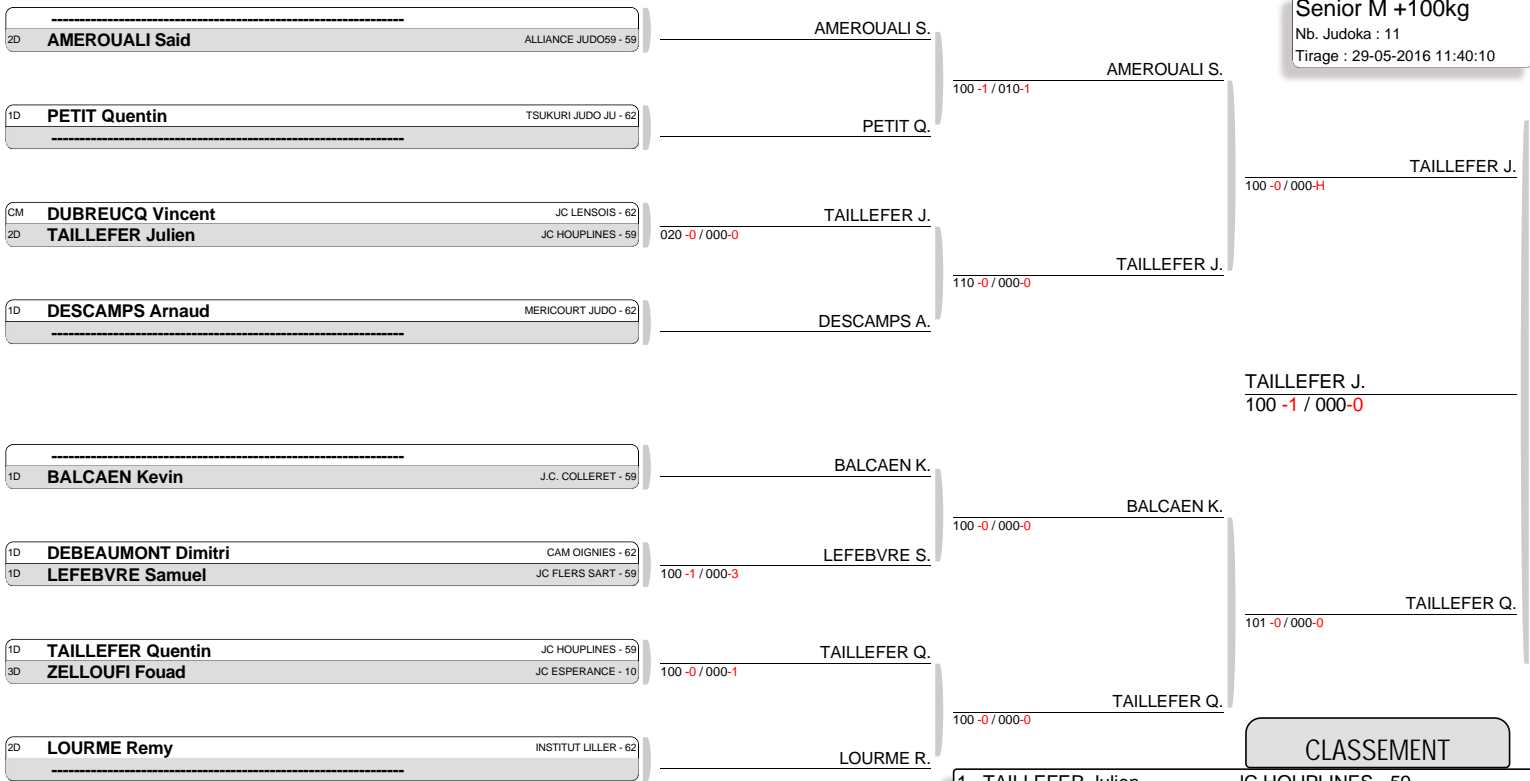 Senior M +100kg
Nb. Judoka : 11
Tirage : 29-05-2016 11:40:10
----------------------------------------------------------------------
2D AMEROUALI Said ALLIANCE JUDO59 - 59
1D PETIT Quentin TSUKURI JUDO JU - 62
----------------------------------------------------------------------
CM DUBREUCQ Vincent JC LENSOIS - 62
2D TAILLEFER Julien JC HOUPLINES - 59
1D DESCAMPS Arnaud MERICOURT JUDO - 62
----------------------------------------------------------------------
----------------------------------------------------------------------
1D BALCAEN Kevin J.C. COLLERET - 59
1D DEBEAUMONT Dimitri CAM OIGNIES - 62
1D LEFEBVRE Samuel JC FLERS SART - 59
1D TAILLEFER Quentin JC HOUPLINES - 59
3D ZELLOUFI Fouad JC ESPERANCE - 10
2D LOURME Remy INSTITUT LILLER - 62
----------------------------------------------------------------------
AMEROUALI S.
PETIT Q.
TAILLEFER J.
020 -0 / 000-0
DESCAMPS A.
BALCAEN K.
LEFEBVRE S.
100 -1 / 000-3
TAILLEFER Q.
100 -0 / 000-1
LOURME R.
AMEROUALI S.
100 -1 / 010-1
TAILLEFER J.
110 -0 / 000-0
BALCAEN K.
100 -0 / 000-0
TAILLEFER Q.
100 -0 / 000-0
TAILLEFER J.
100 -0 / 000-H
TAILLEFER J.
100 -1 / 000-0
TAILLEFER Q.
101 -0 / 000-0
CLASSEMENT
1 TAILLEFER Julien JC HOUPLINES - 59